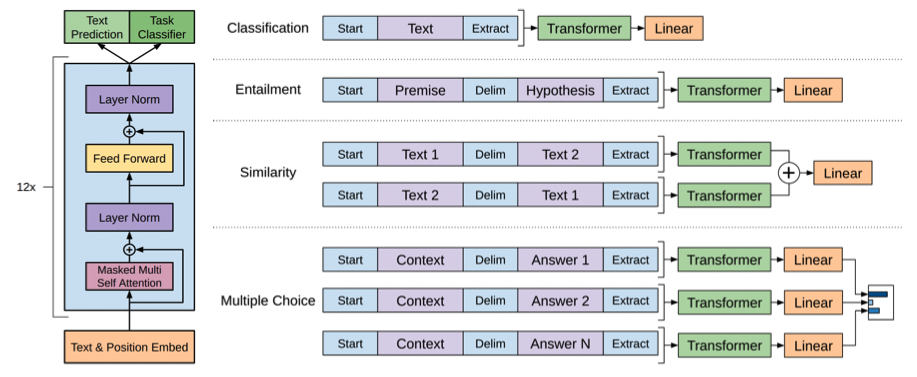 Text
Prediction
Task
Classifier
Layer Norm
Feed Forward
12x
Layer Norm
Masked Multi
Self Attention
Text & Position Embed
Classification
Start Text Extract Transformer Linear
Entailment
Start Premise Delim Hypothesis Extract Transformer Linear
Similarity
Start Text 1 Delim Text 2 Extract Transformer
Start Text 2 Delim Text 1 Extract Transformer
Linear
Multiple Choice
Start Context Delim Answer 1 Extract Transformer Linear
Start Context Delim Answer 2 Extract Transformer Linear
Start Context Delim Answer N Extract Transformer Linear